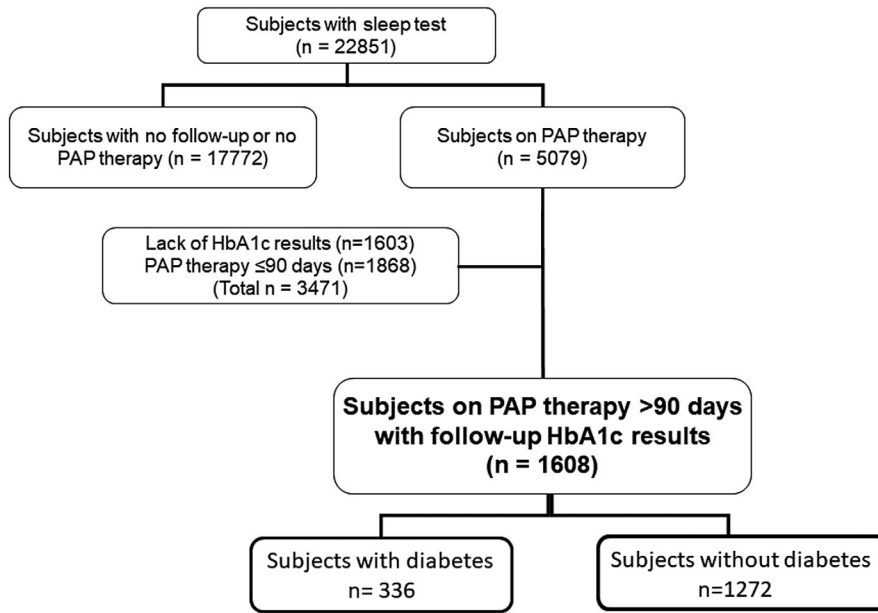 Subjects with sleep test
(n = 22851)
Subjects with no follow-up or no
PAP therapy (n = 17772)
Subjects on PAP therapy
(n = 5079)
Lack of HbA1c results (n=1603)
PAP therapy ≤90 days (n=1868)
(Total n = 3471)
Subjects on PAP therapy >90 days
with follow-up HbA1c results
(n = 1608)
Subjects with diabetes
n= 336
Subjects without diabetes
n=1272